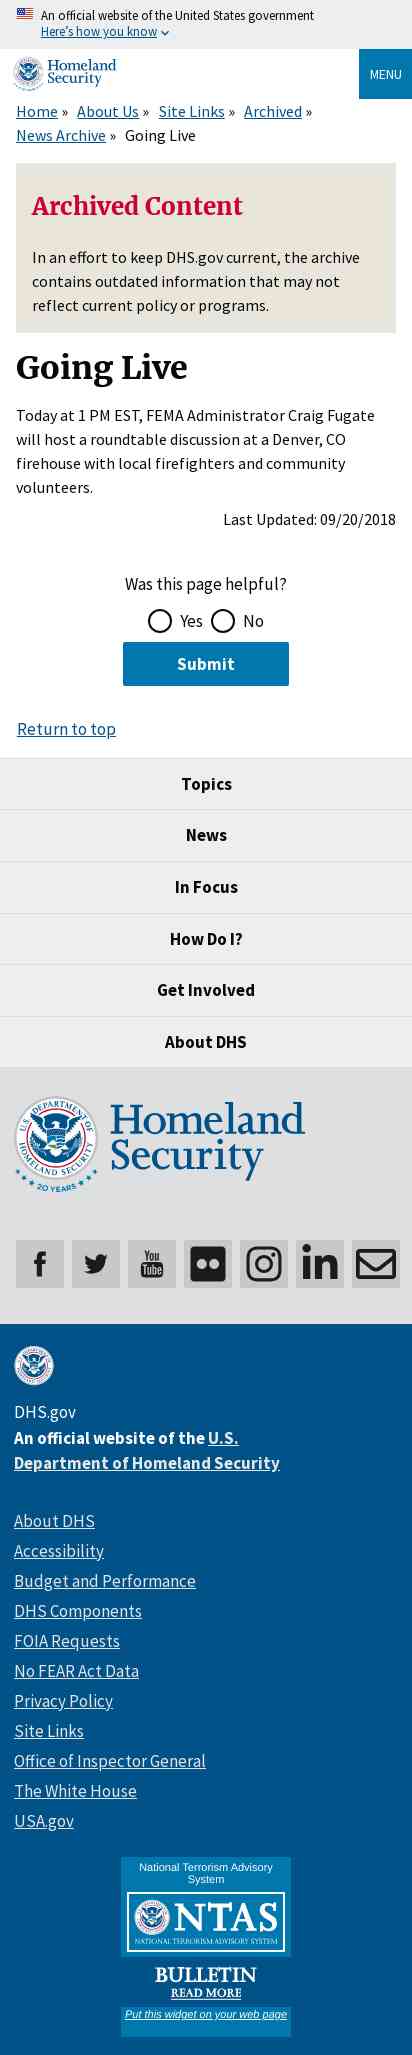 An official website of the United States government
Here's how you know
Homeland
Security
MENU
Home » About Us » Site Links » Archived »
News Archive » Going Live
Archived Content
In an effort to keep DHS.gov current, the archive
contains outdated information that may not
reflect current policy or programs.
Going Live
Today at 1 PM EST, FEMA Administrator Craig Fugate
will host a roundtable discussion at a Denver, CO
firehouse with local firefighters and community
volunteers.
Last Updated: 09/20/2018
Was this page helpful?
Yes No
Submit
Return to top
Topics
News
In Focus
How Do I?
Get Involved
About DHS
U.S. DEPARTMENT OF HOMELAND SECURITY
20 YEARS
Homeland
Security
You
Tube
DHS.gov
An official website of the U.S.
Department of Homeland Security
About DHS
Accessibility
Budget and Performance
DHS Components
FOIA Requests
No FEAR Act Data
Privacy Policy
Site Links
Office of Inspector General
The White House
USA.gov
National Terrorism Advisory
System
NTAS
NATIONAL TERRORISM ADVISORY SYSTEM
BULLETIN
READ MORE
Put this widget on your web page